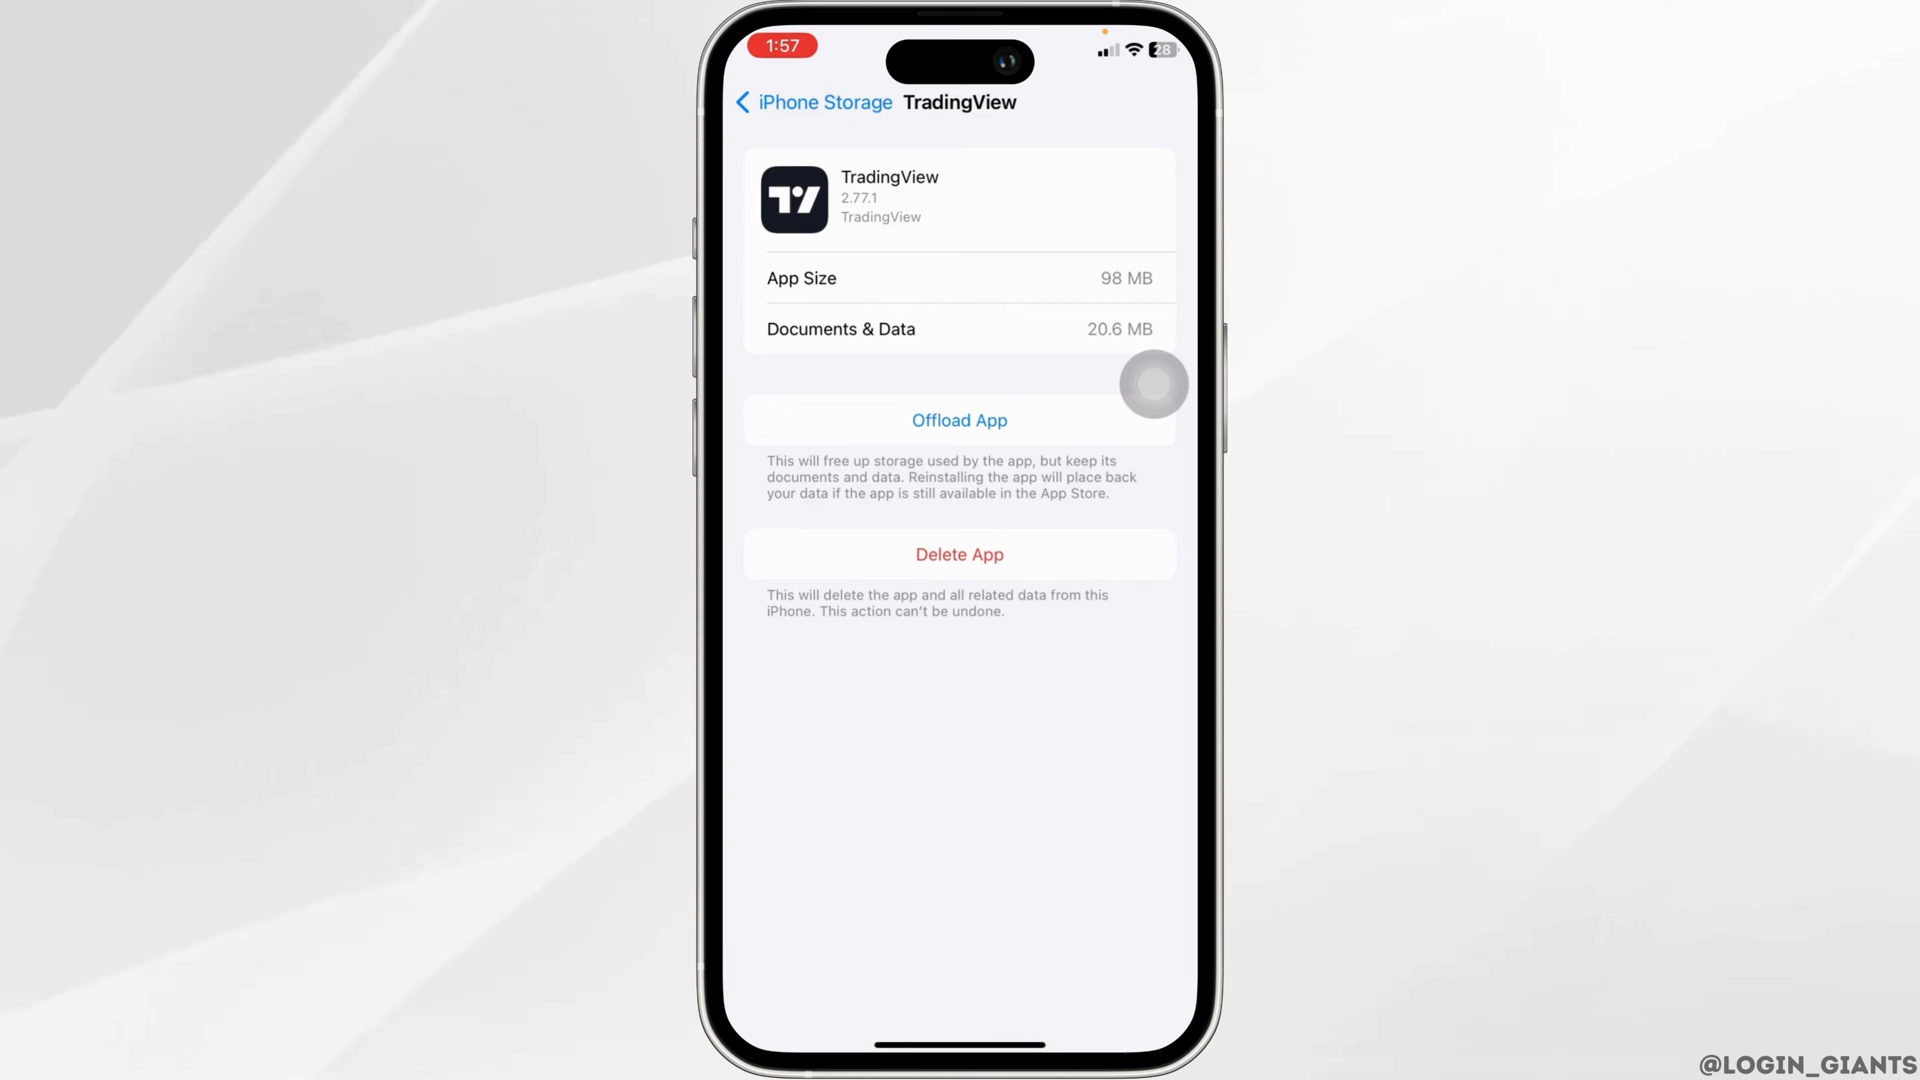 1:57
28
iPhone Storage TradingView
TradingView
2.77.1
TradingView
App Size 98 MB
Documents & Data 20.6 MB
Offload App
This will free up storage used by the app, but keep its
documents and data. Reinstalling the app will place back
your data if the app is still available in the App Store.
Delete App
This will delete the app and all related data from this
iPhone. This action can't be undone.
@LOGIN_GIANTS